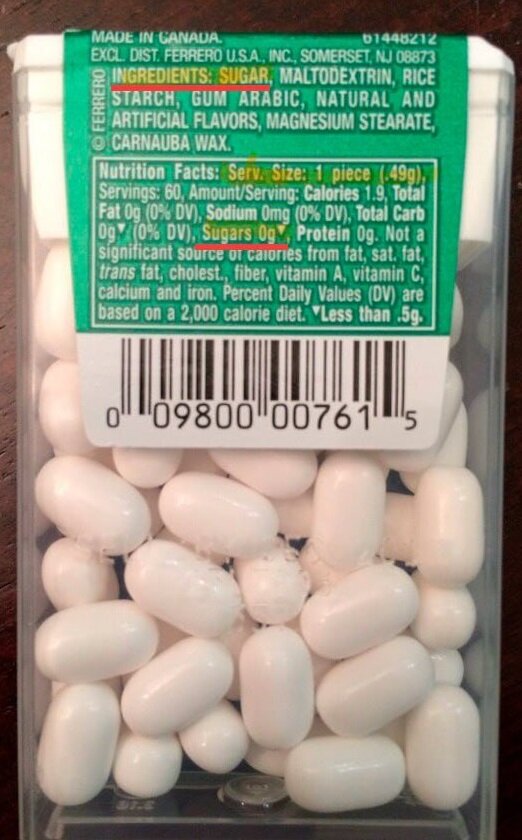 MADE IN CANADA. 61448212
EXCL. DIST. FERRERO U.S.A., INC., SOMERSET, NJ 08873
© FERRERO
INGREDIENTS: SUGAR, MALTODEXTRIN, RICE
STARCH, GUM ARABIC, NATURAL AND
ARTIFICIAL FLAVORS, MAGNESIUM STEARATE,
CARNAUBA WAX.
Nutrition Facts: Serv. Size: 1 piece (.49g),
Servings: 60, Amount/Serving: Calories 1.9, Total
Fat 0g (0% DV), Sodium 0mg (0% DV), Total Carb
0g▼ (0% DV), Sugars 0g▼, Protein 0g. Not a
significant source of calories from fat, sat. fat,
trans fat, cholest., fiber, vitamin A, vitamin C,
calcium and iron. Percent Daily Values (DV) are
based on a 2,000 calorie diet. ▼Less than .5g.
0 09800 00761 5